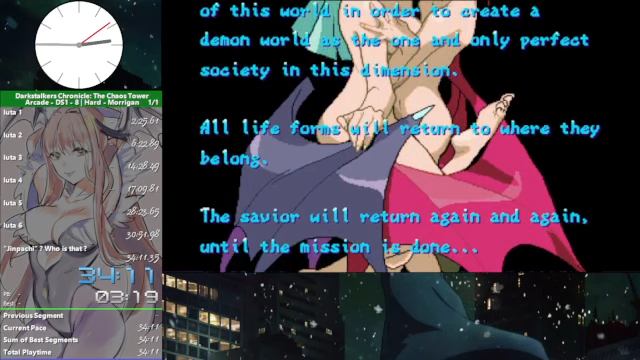 of this world in order to create a
demon world as the one and only perfect
society in this dimension.
All life forms will return to where they
belong.
The savior will return again and again,
until the mission is done...
Darkstalkers Chronicle: The Chaos Tower
Arcade - DS1 - 8 | Hard - Morrigan 1/1
luta 1
2:25.61
luta 2
6:22.89
luta 3
14:28.49
luta 4
17:09.81
luta 5
28:23.65
luta 6
30:51.98
"Jinpachi" ? Who is that ?
34:11.35
34:11
03:19
PB:
Best:
Previous Segment
Current Pace 34:11
Sum of Best Segments 34:11
Total Playtime 34:11